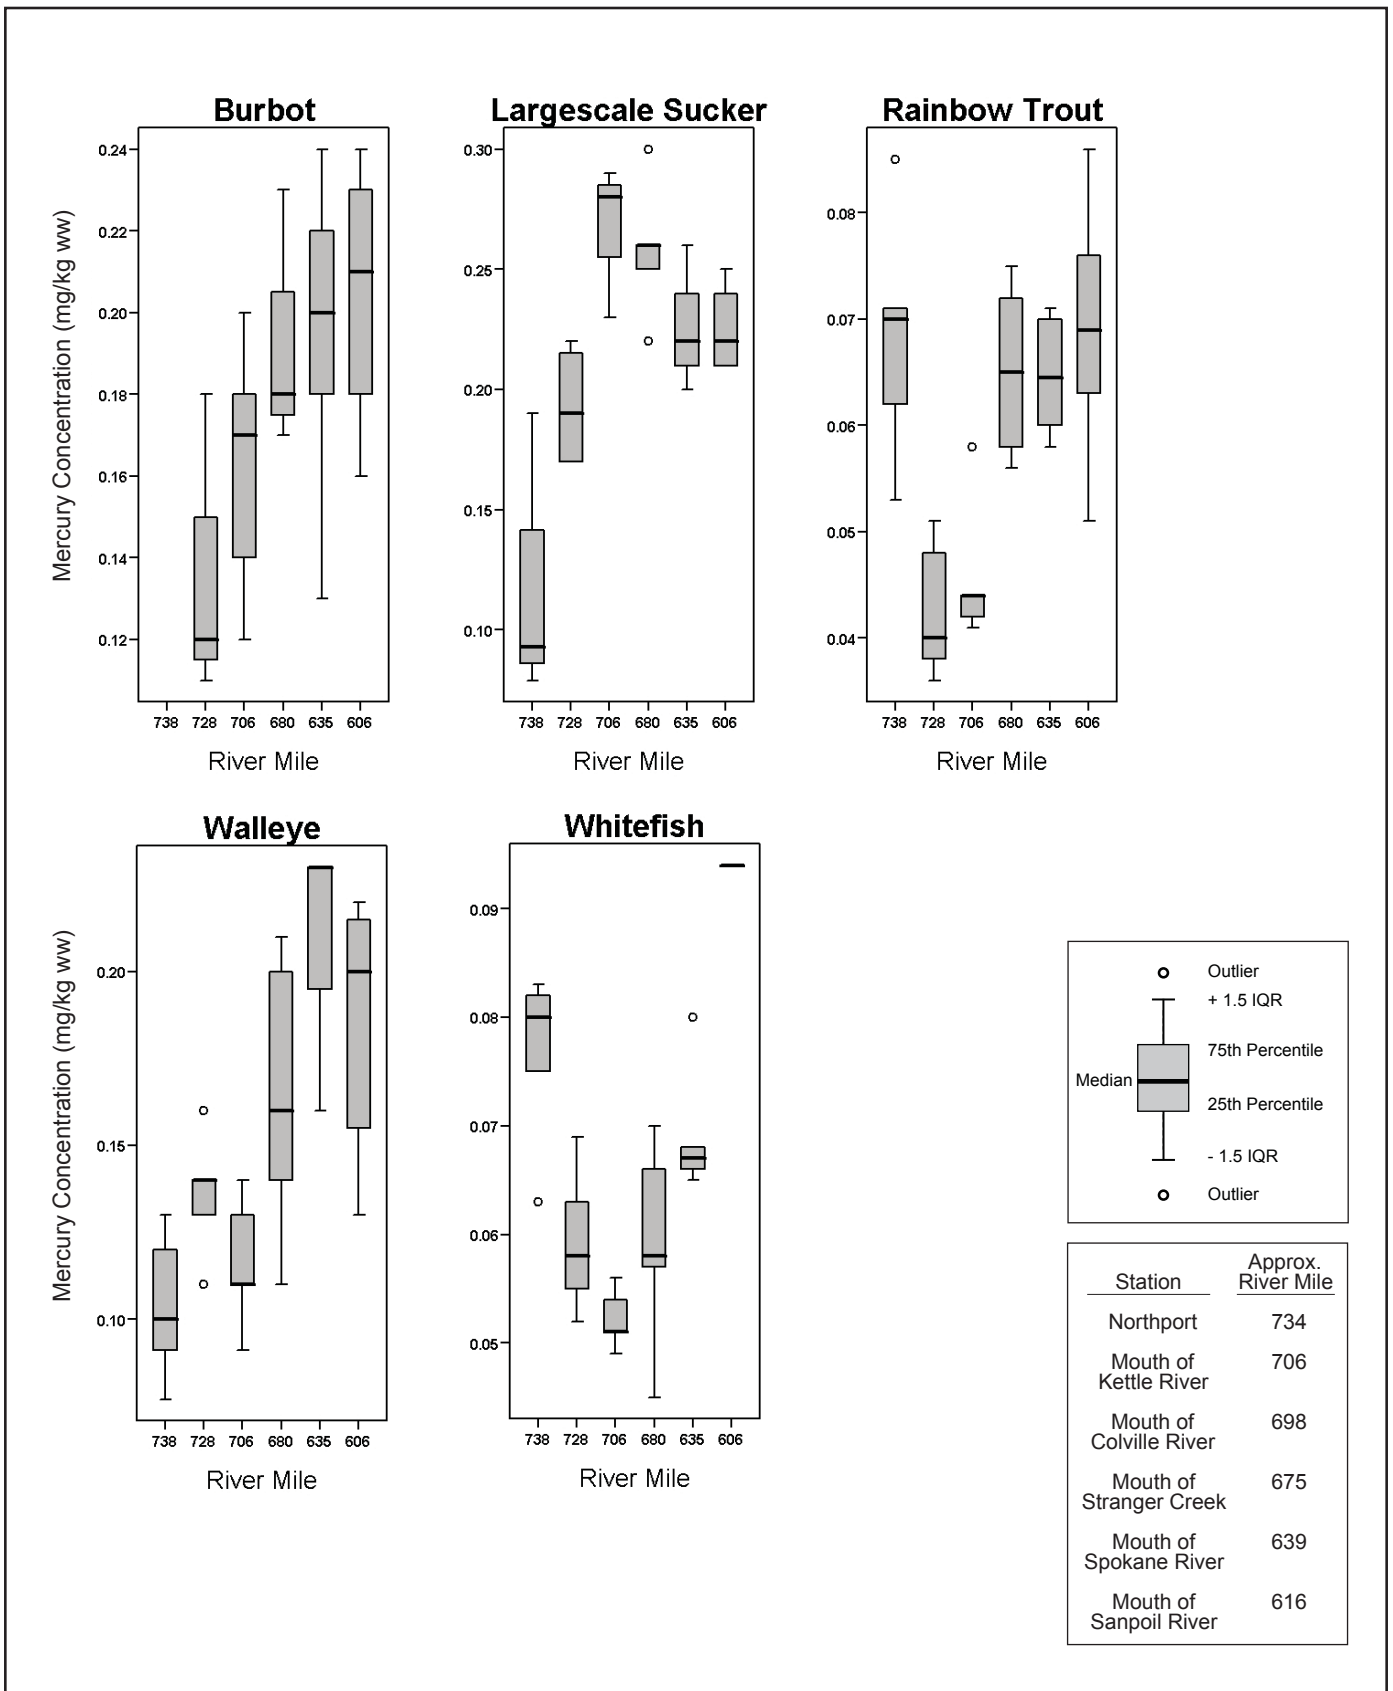 Burbot
Largescale Sucker
Rainbow Trout
Mercury Concentration (mg/kg ww)
0.24
0.22
0.20
0.18
0.16
0.14
0.12
738 728 706 680 635 606
River Mile
0.30
0.25
0.20
0.15
0.10
738 728 706 680 635 606
River Mile
0.08
0.07
0.06
0.05
0.04
738 728 706 680 635 606
River Mile
Walleye
Whitefish
Mercury Concentration (mg/kg ww)
0.20
0.15
0.10
738 728 706 680 635 606
River Mile
0.09
0.08
0.07
0.06
0.05
738 728 706 680 635 606
River Mile
Outlier
+ 1.5 IQR
75th Percentile
Median
25th Percentile
- 1.5 IQR
Outlier
Station Approx. River Mile
Northport 734
Mouth of
Kettle River 706
Mouth of
Colville River 698
Mouth of
Stranger Creek 675
Mouth of
Spokane River 639
Mouth of
Sanpoil River 616